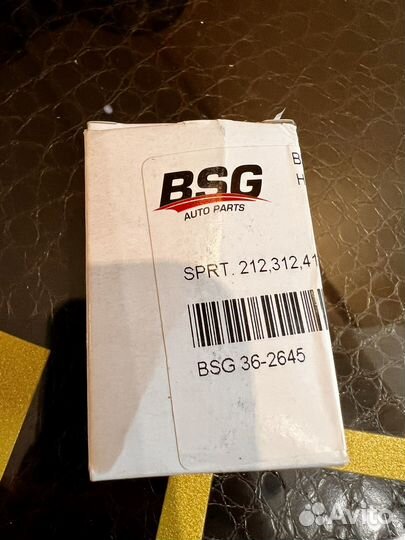 BSG
AUTO PARTS
B
H
SPRT. 212,312,41
BSG 36-2645
Avito